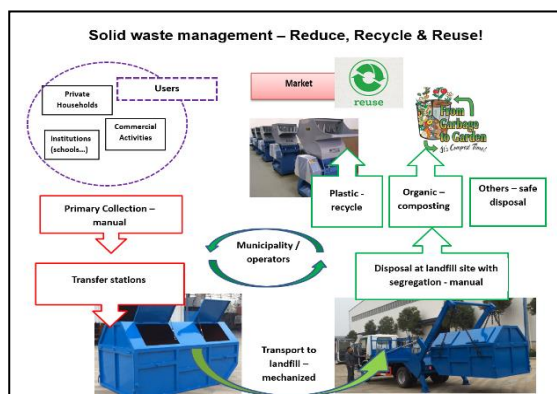 Solid waste management – Reduce, Recycle & Reuse!
Private
Households
Users
Institutions
(schools...)
Commercial
Activities
Market
reuse
From
Garbage
to Garden
It's Compost Time!
Primary Collection –
manual
Plastic -
recycle
Organic –
composting
Others – safe
disposal
Municipality /
operators
Transfer stations
Disposal at landfill site with
segregation - manual
Transport to
landfill –
mechanized